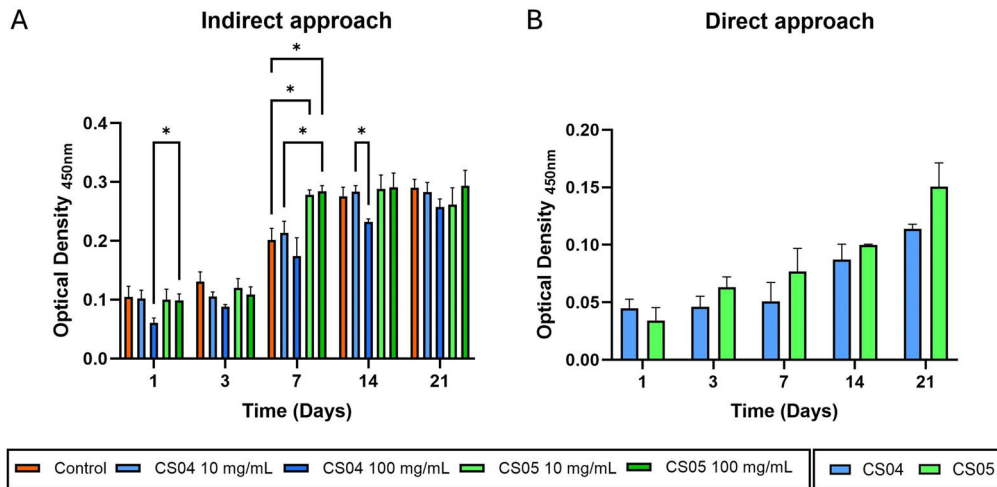 A
Indirect approach
B
Direct approach
*
*
*
*
*
0.4
0.3
0.2
0.1
0.0
Optical Density 450nm
1 3 7 14 21
Time (Days)
0.20
0.15
0.10
0.05
0.00
Optical Density 450nm
1 3 7 14 21
Time (Days)
Control CS04 10 mg/mL CS04 100 mg/mL CS05 10 mg/mL CS05 100 mg/mL
CS04 CS05